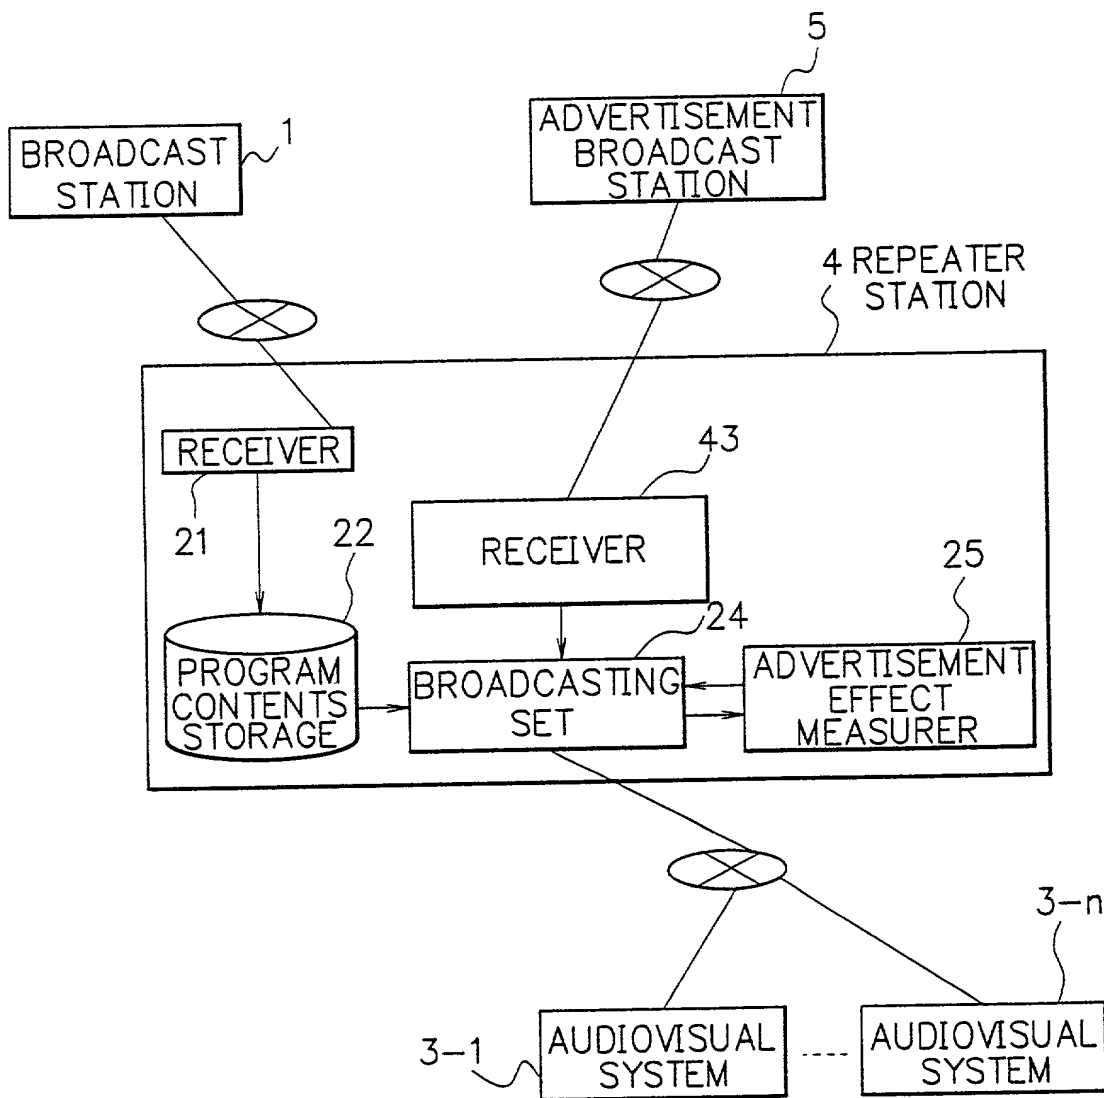 5
ADVERTISEMENT
BROADCAST
STATION
1
BROADCAST
STATION
4 REPEATER
STATION
RECEIVER
21
43
RECEIVER
22
PROGRAM
CONTENTS
STORAGE
24
BROADCASTING
SET
25
ADVERTISEMENT
EFFECT
MEASURER
3-n
3-1
AUDIOVISUAL
SYSTEM
AUDIOVISUAL
SYSTEM